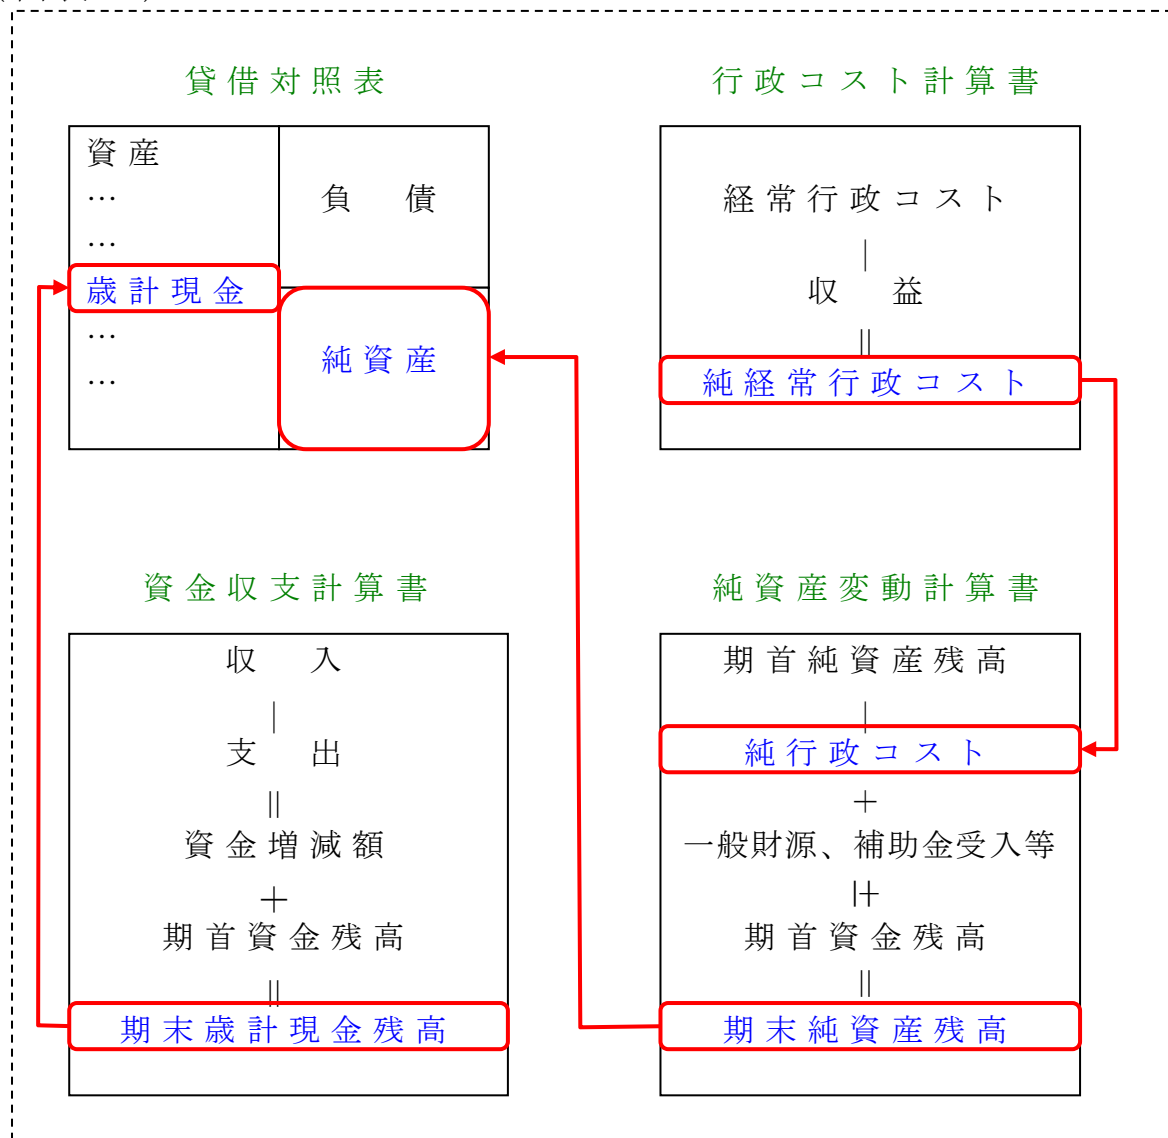 貸借対照表
資産
…
…
歳計現金
…
…
負 債
純資産
行政コスト計算書
経常行政コスト
|
収 益
||
純経常行政コスト
資金収支計算書
収 入
|
支 出
||
資金増減額
+
期首資金残高
||
期末歳計現金残高
純資産変動計算書
期首純資産残高
|
純行政コスト
+
一般財源、補助金受入等
|+
期首資金残高
||
期末純資産残高